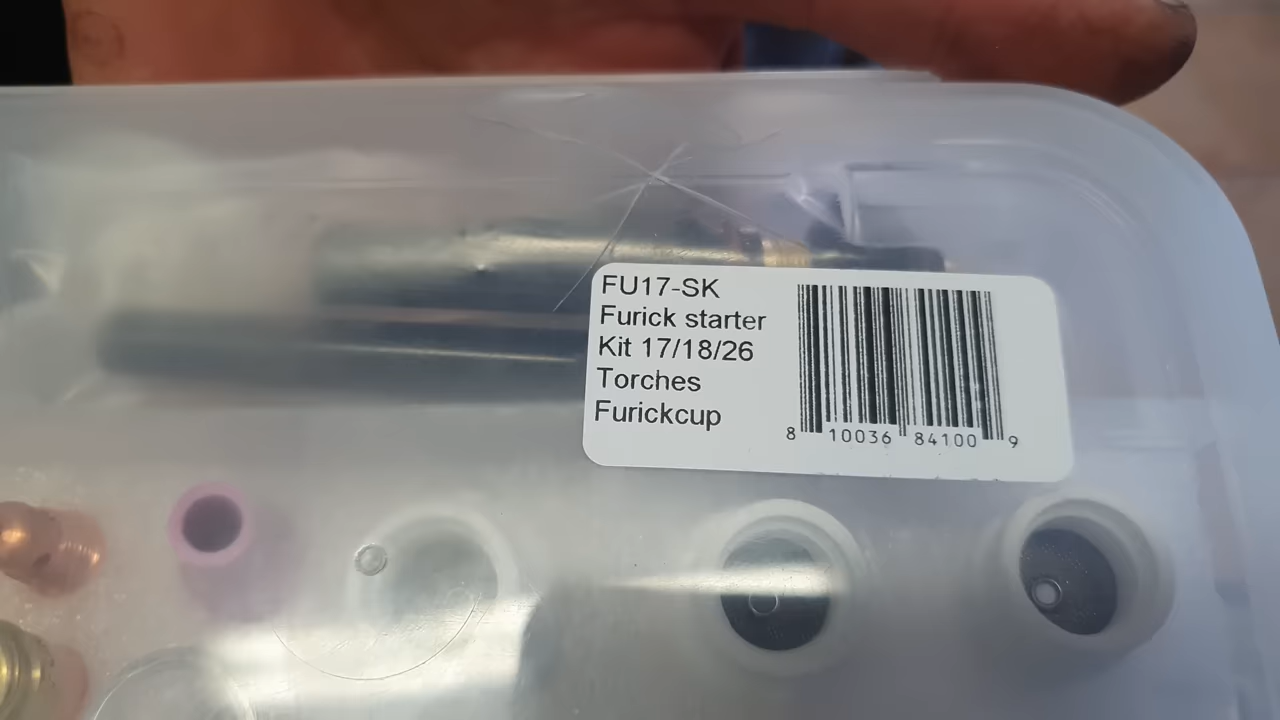 FU17-SK
Furick starter
Kit 17/18/26
Torches
Furickcup
8 10036 84100 9